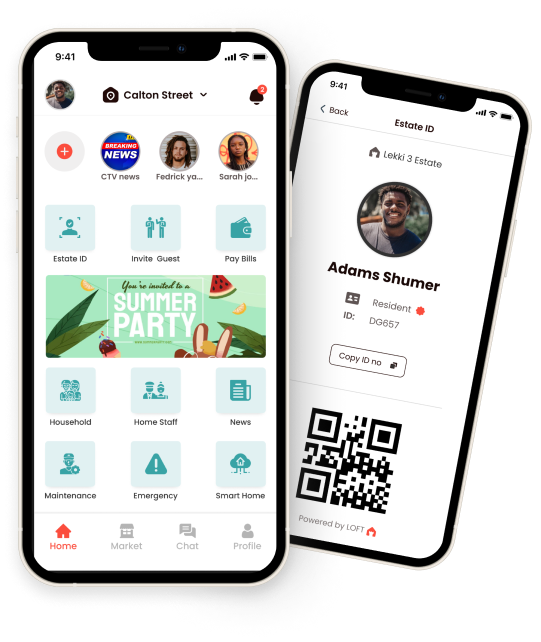 9:41
Calton Street
2
BREAKING
NEWS
CTV news
Fedrick ya...
Sarah jo...
Estate ID
Invite Guest
Pay Bills
You're invited to a
SUMMER
PARTY
Household
Home Staff
News
Maintenance
Emergency
Smart Home
Home
Market
Chat
Profile
9:41
Back
Estate ID
Lekki 3 Estate
Adams Shumer
Resident
ID: DG657
Copy ID no
Powered by LOFT